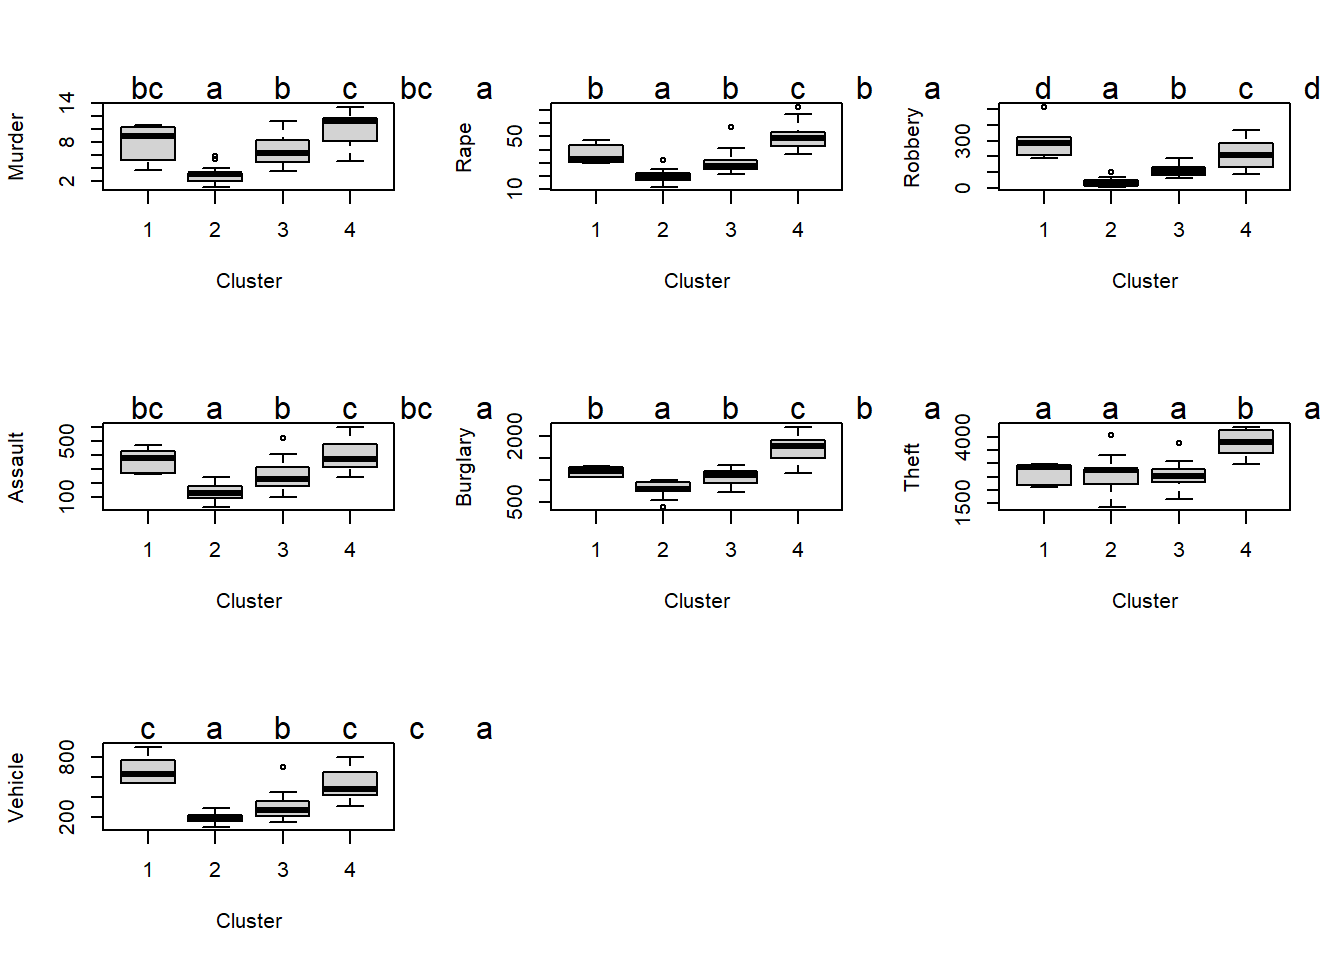 bc a b c bc a
Murder
14
8
2
1 2 3 4
Cluster
b a b c b a
Rape
50
10
1 2 3 4
Cluster
d a b c d
Robbery
300
0
1 2 3 4
Cluster
bc a b c bc a
Assault
500
100
1 2 3 4
Cluster
b a b c b a
Burglary
2000
500
1 2 3 4
Cluster
a a a b a
Theft
4000
1500
1 2 3 4
Cluster
c a b c c a
Vehicle
800
200
1 2 3 4
Cluster